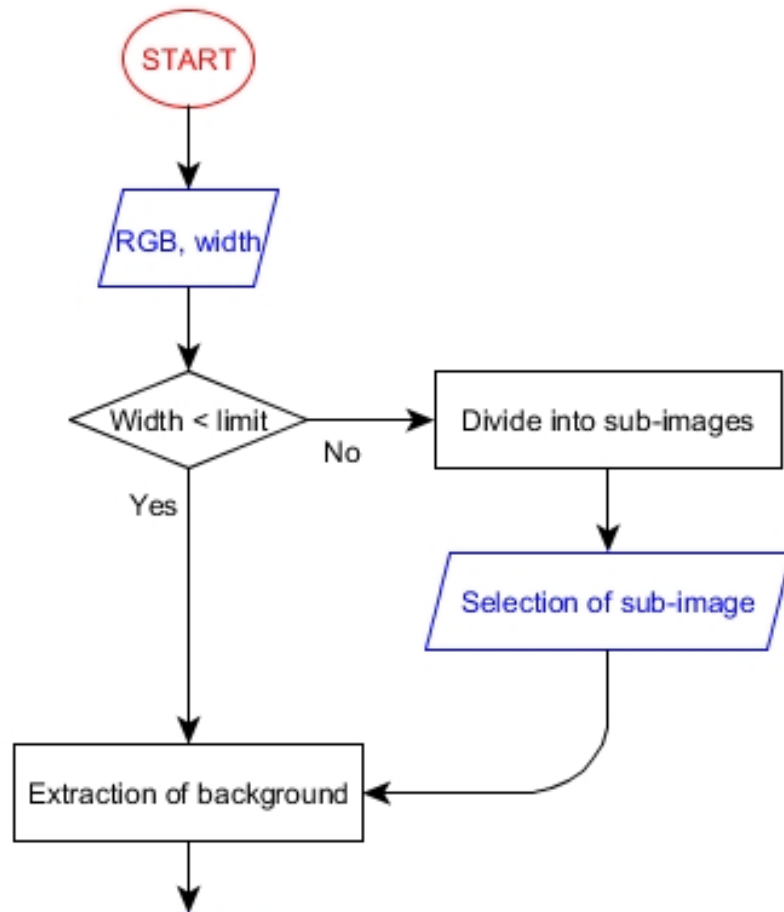 START
RGB, width
Width < limit
No
Divide into sub-images
Yes
Selection of sub-image
Extraction of background